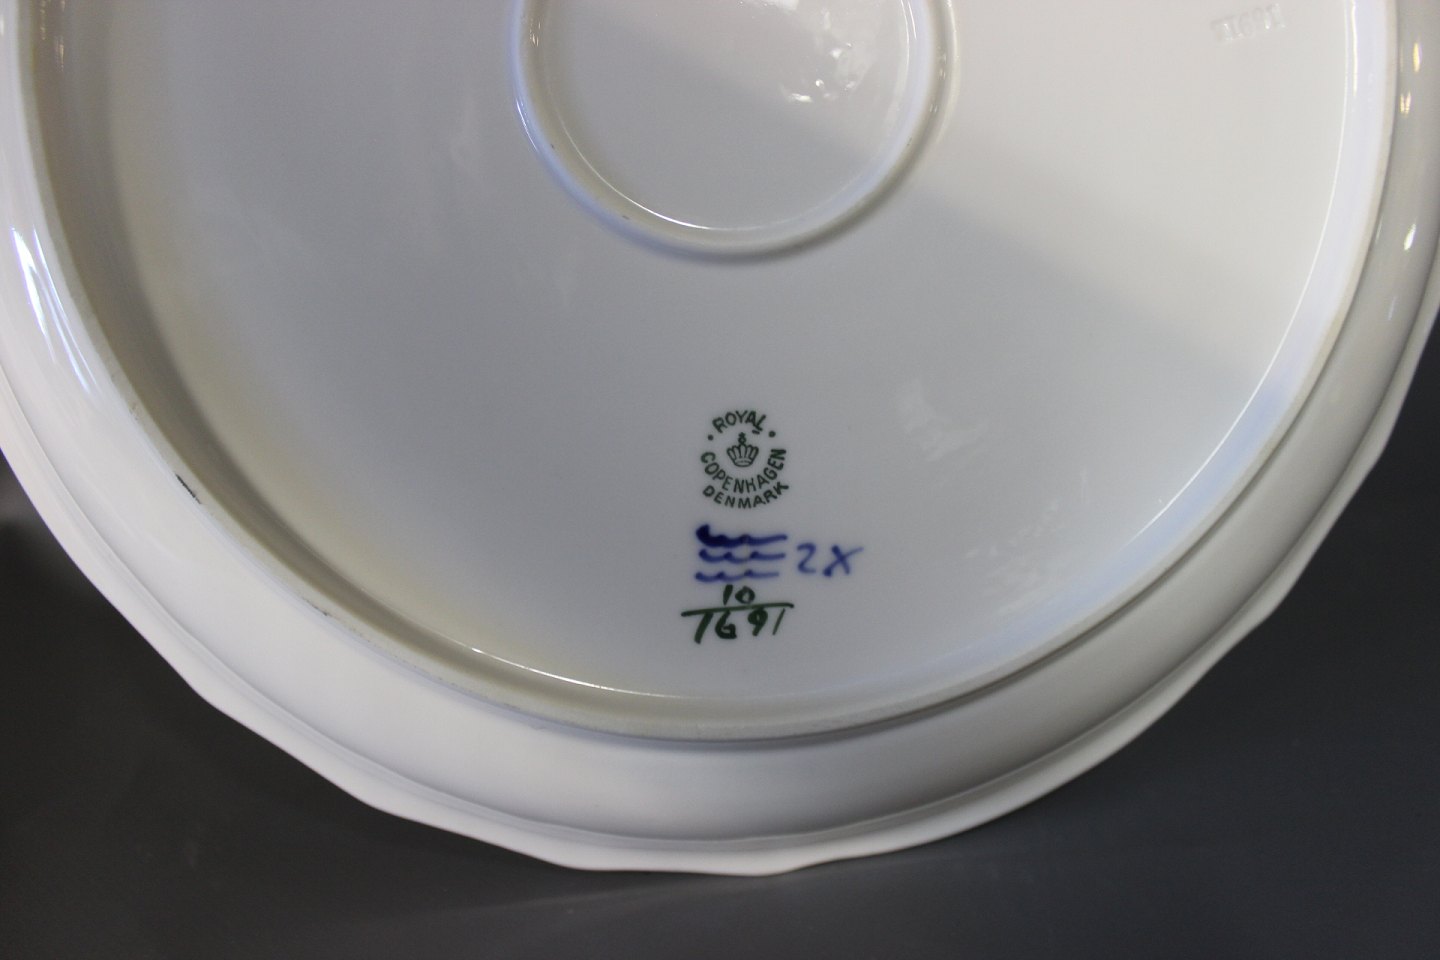 ROYAL
COPENHAGEN
DENMARK
2X
10
1691